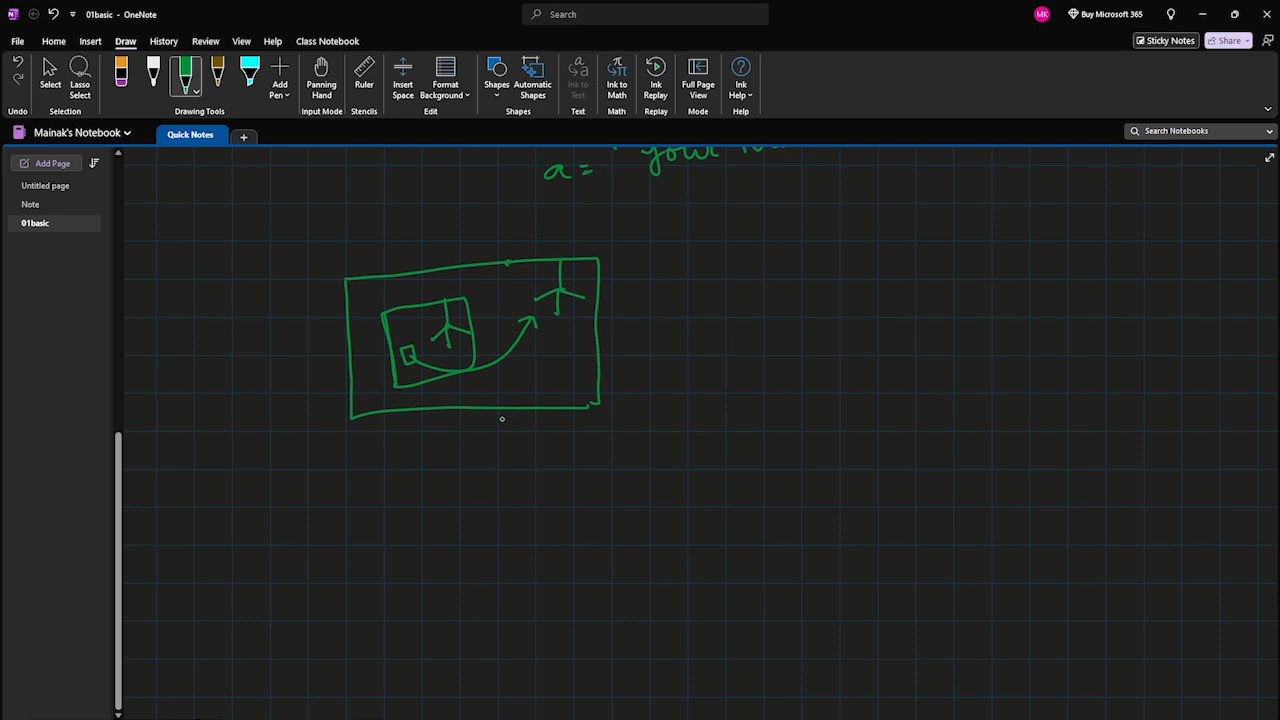 01basic - OneNote
Search
MK
Buy Microsoft 365
File Home Insert Draw History Review View Help Class Notebook
Sticky Notes
Share
Undo
Select
Lasso Select
Add Pen
Panning Hand
Ruler
Insert Space
Format Background
Shapes
Automatic Shapes
Ink to Text
Ink to Math
Ink Replay
Full Page View
Ink Help
Undo Selection Drawing Tools Input Mode Stencils Edit Shapes Text Math Replay Mode Help
Mainak's Notebook
Quick Notes
Search Notebooks
Add Page
Untitled page
Note
01basic
a = " your